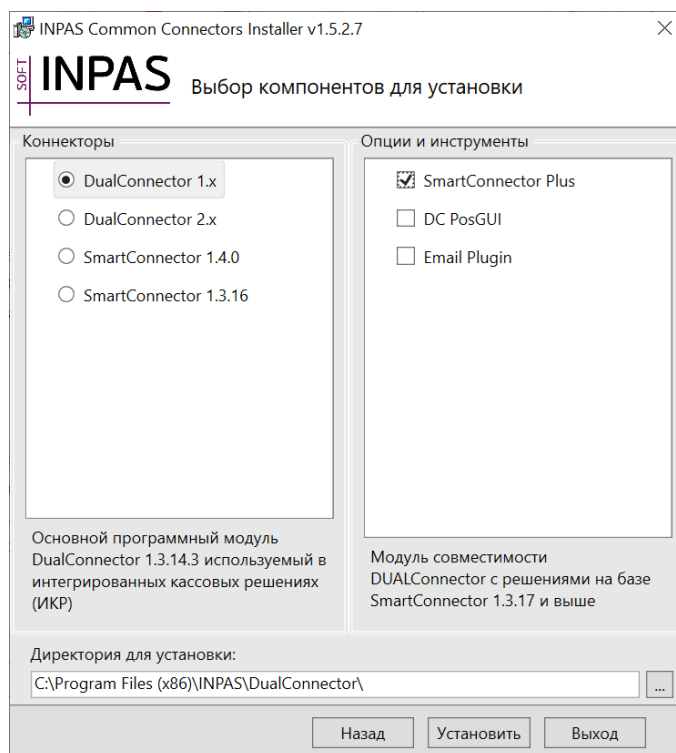 INPAS Common Connectors Installer v1.5.2.7
SOFT INPAS
Выбор компонентов для установки
Коннекторы
DualConnector 1.x
DualConnector 2.x
SmartConnector 1.4.0
SmartConnector 1.3.16
Основной программный модуль
DualConnector 1.3.14.3 используемый в
интегрированных кассовых решениях
(ИКР)
Опции и инструменты
SmartConnector Plus
DC PosGUI
Email Plugin
Модуль совместимости
DUALConnector с решениями на базе
SmartConnector 1.3.17 и выше
Директория для установки:
C:\Program Files (x86)\INPAS\DualConnector\
...
Назад
Установить
Выход